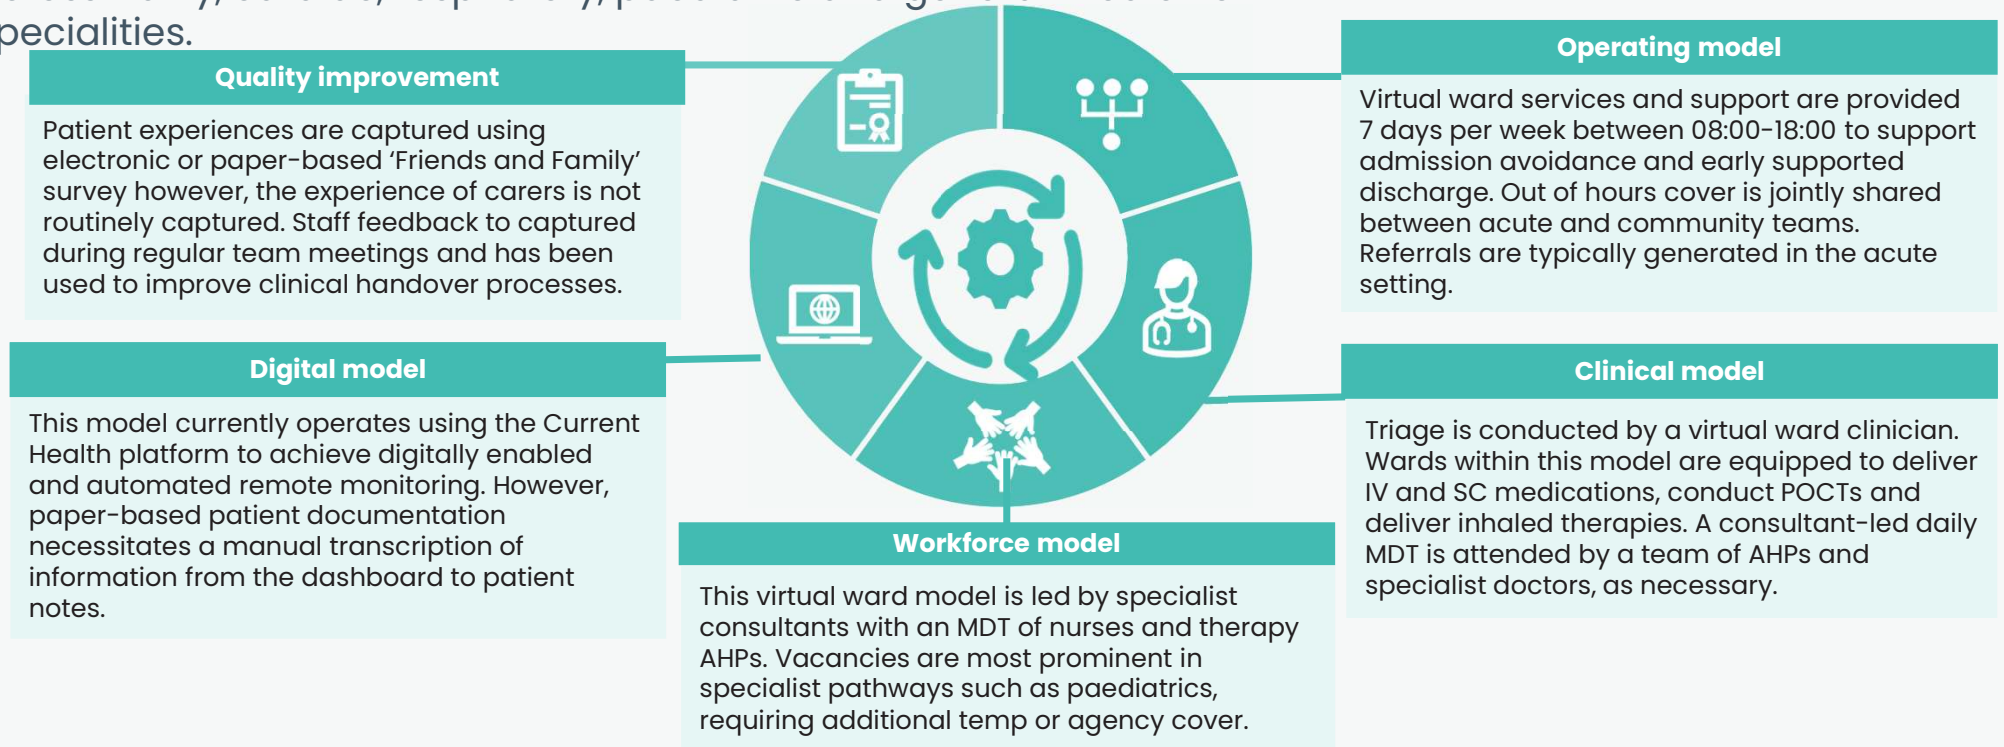 specialities.
Quality improvement
Patient experiences are captured using
electronic or paper-based ‘Friends and Family’
survey however, the experience of carers is not
routinely captured. Staff feedback to captured
during regular team meetings and has been
used to improve clinical handover processes.
Digital model
This model currently operates using the Current
Health platform to achieve digitally enabled
and automated remote monitoring. However,
paper-based patient documentation
necessitates a manual transcription of
information from the dashboard to patient
notes.
Workforce model
This virtual ward model is led by specialist
consultants with an MDT of nurses and therapy
AHPs. Vacancies are most prominent in
specialist pathways such as paediatrics,
requiring additional temp or agency cover.
Operating model
Virtual ward services and support are provided
7 days per week between 08:00-18:00 to support
admission avoidance and early supported
discharge. Out of hours cover is jointly shared
between acute and community teams.
Referrals are typically generated in the acute
setting.
Clinical model
Triage is conducted by a virtual ward clinician.
Wards within this model are equipped to deliver
IV and SC medications, conduct POCTs and
deliver inhaled therapies. A consultant-led daily
MDT is attended by a team of AHPs and
specialist doctors, as necessary.